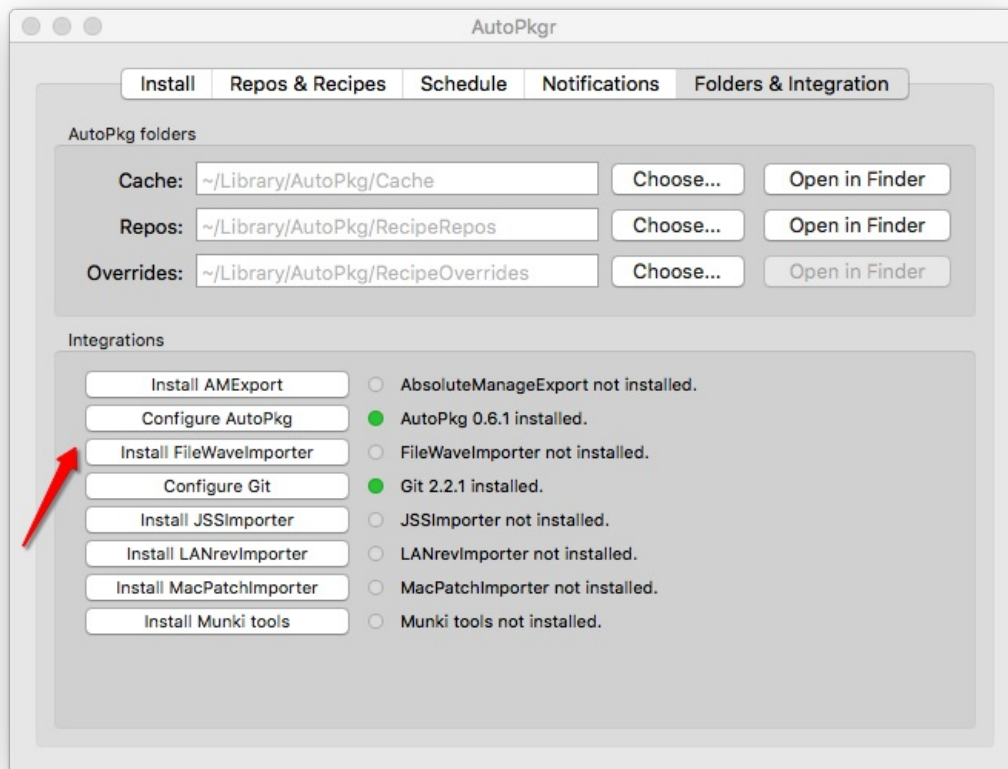 AutoPkgr
Install Repos & Recipes Schedule Notifications Folders & Integration
AutoPkg folders
Cache: ~/Library/AutoPkg/Cache Choose... Open in Finder
Repos: ~/Library/AutoPkg/RecipeRepos Choose... Open in Finder
Overrides: ~/Library/AutoPkg/RecipeOverrides Choose... Open in Finder
Integrations
Install AMExport AbsoluteManageExport not installed.
Configure AutoPkg AutoPkg 0.6.1 installed.
Install FileWaveImporter FileWaveImporter not installed.
Configure Git Git 2.2.1 installed.
Install JSSImporter JSSImporter not installed.
Install LANrevImporter LANrevImporter not installed.
Install MacPatchImporter MacPatchImporter not installed.
Install Munki tools Munki tools not installed.